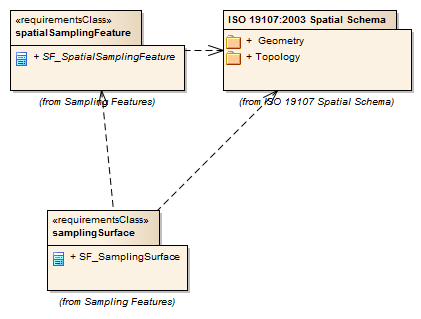 «requirementsClass»
spatialSamplingFeature
+ SF_SpatialSamplingFeature
(from Sampling Features)
ISO 19107:2003 Spatial Schema
+ Geometry
+ Topology
(from ISO 19107 Spatial Schema)
«requirementsClass»
samplingSurface
+ SF_SamplingSurface
(from Sampling Features)